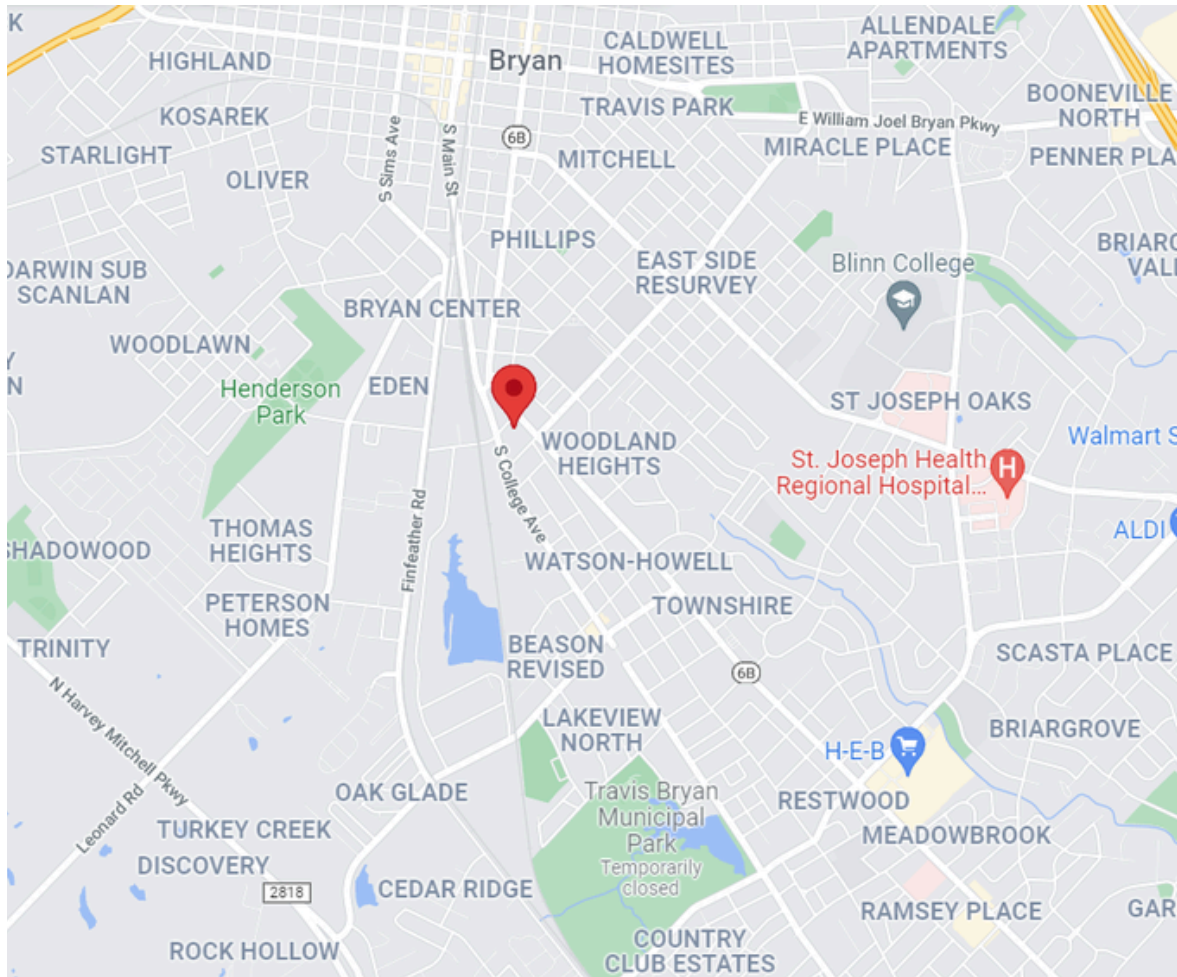 K
HIGHLAND
Bryan
CALDWELL
HOMESITES
ALLENDALE
APARTMENTS
KOSAREK
TRAVIS PARK
BOONEVILLE
NORTH
E William Joel Bryan Pkwy
S Sims Ave
S Main St
6B
STARLIGHT
MITCHELL
MIRACLE PLACE
PENNER PLA
OLIVER
PHILLIPS
EAST SIDE
RESURVEY
Blinn College
BRIARG
VAL
DARWIN SUB
SCANLAN
BRYAN CENTER
WOODLAWN
Y
N
Henderson
Park
EDEN
ST JOSEPH OAKS
WOODLAND
HEIGHTS
Walmart S
St. Joseph Health
Regional Hospital...
H
S College Ave
Finfeather Rd
THOMAS
HEIGHTS
SHADOWOOD
ALDI
WATSON-HOWELL
PETERSON
HOMES
TOWNSHIRE
TRINITY
BEASON
REVISED
SCASTA PLACE
6B
N Harvey Mitchell Pkwy
LAKEVIEW
NORTH
BRIARGROVE
H-E-B
OAK GLADE
Travis Bryan
Municipal
Park
Temporarily
closed
RESTWOOD
Leonard Rd
TURKEY CREEK
MEADOWBROOK
DISCOVERY
2818
CEDAR RIDGE
RAMSEY PLACE
GAR
ROCK HOLLOW
COUNTRY
CLUB ESTATES